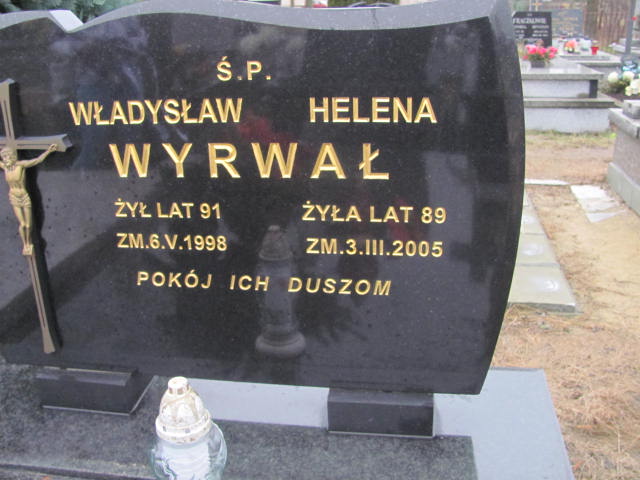 Ś.P.
WŁADYSŁAW HELENA
WYRWAŁ
ŻYŁ LAT 91 ŻYŁA LAT 89
ZM.6.V.1998 ZM.3.III.2005
POKÓJ ICH DUSZOM